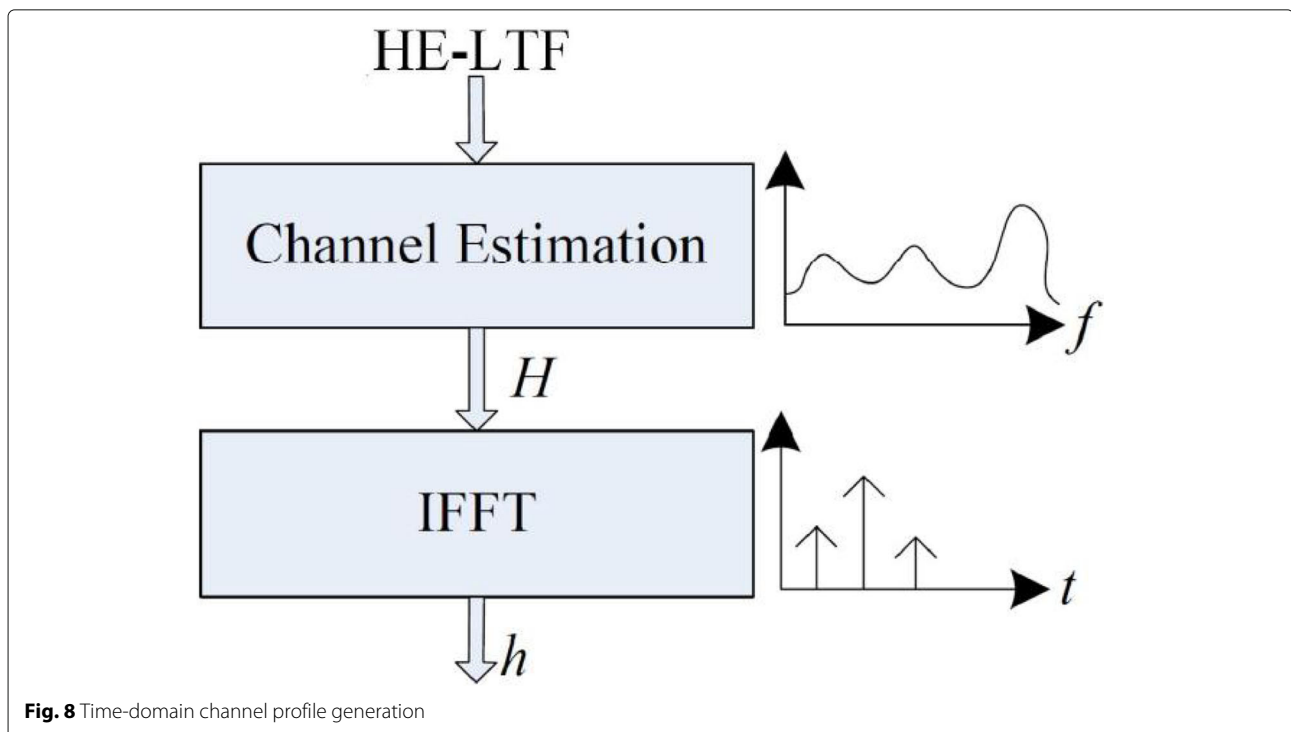 HE-LTF
Channel Estimation
f
H
IFFT
t
h
Fig. 8 Time-domain channel profile generation